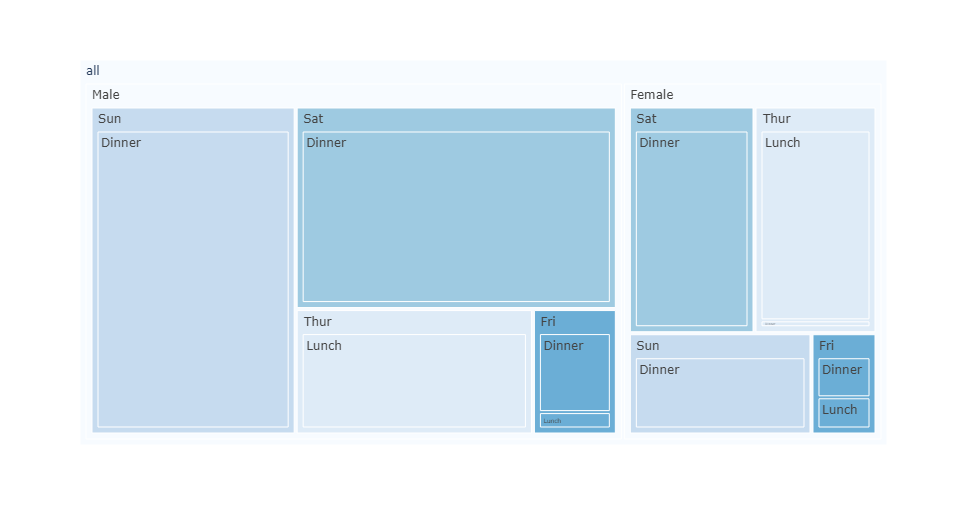 all
Male
Sun
Dinner
Sat
Dinner
Thur
Lunch
Fri
Dinner
Lunch
Female
Sat
Dinner
Thur
Lunch
Sun
Dinner
Fri
Dinner
Lunch